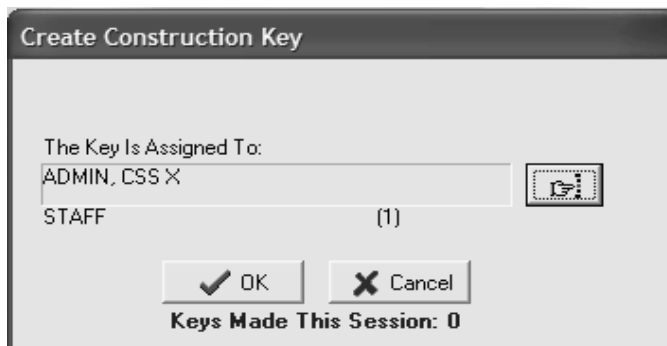 Create Construction Key
The Key Is Assigned To:
ADMIN, CSS X
STAFF (1)
OK Cancel
Keys Made This Session: 0